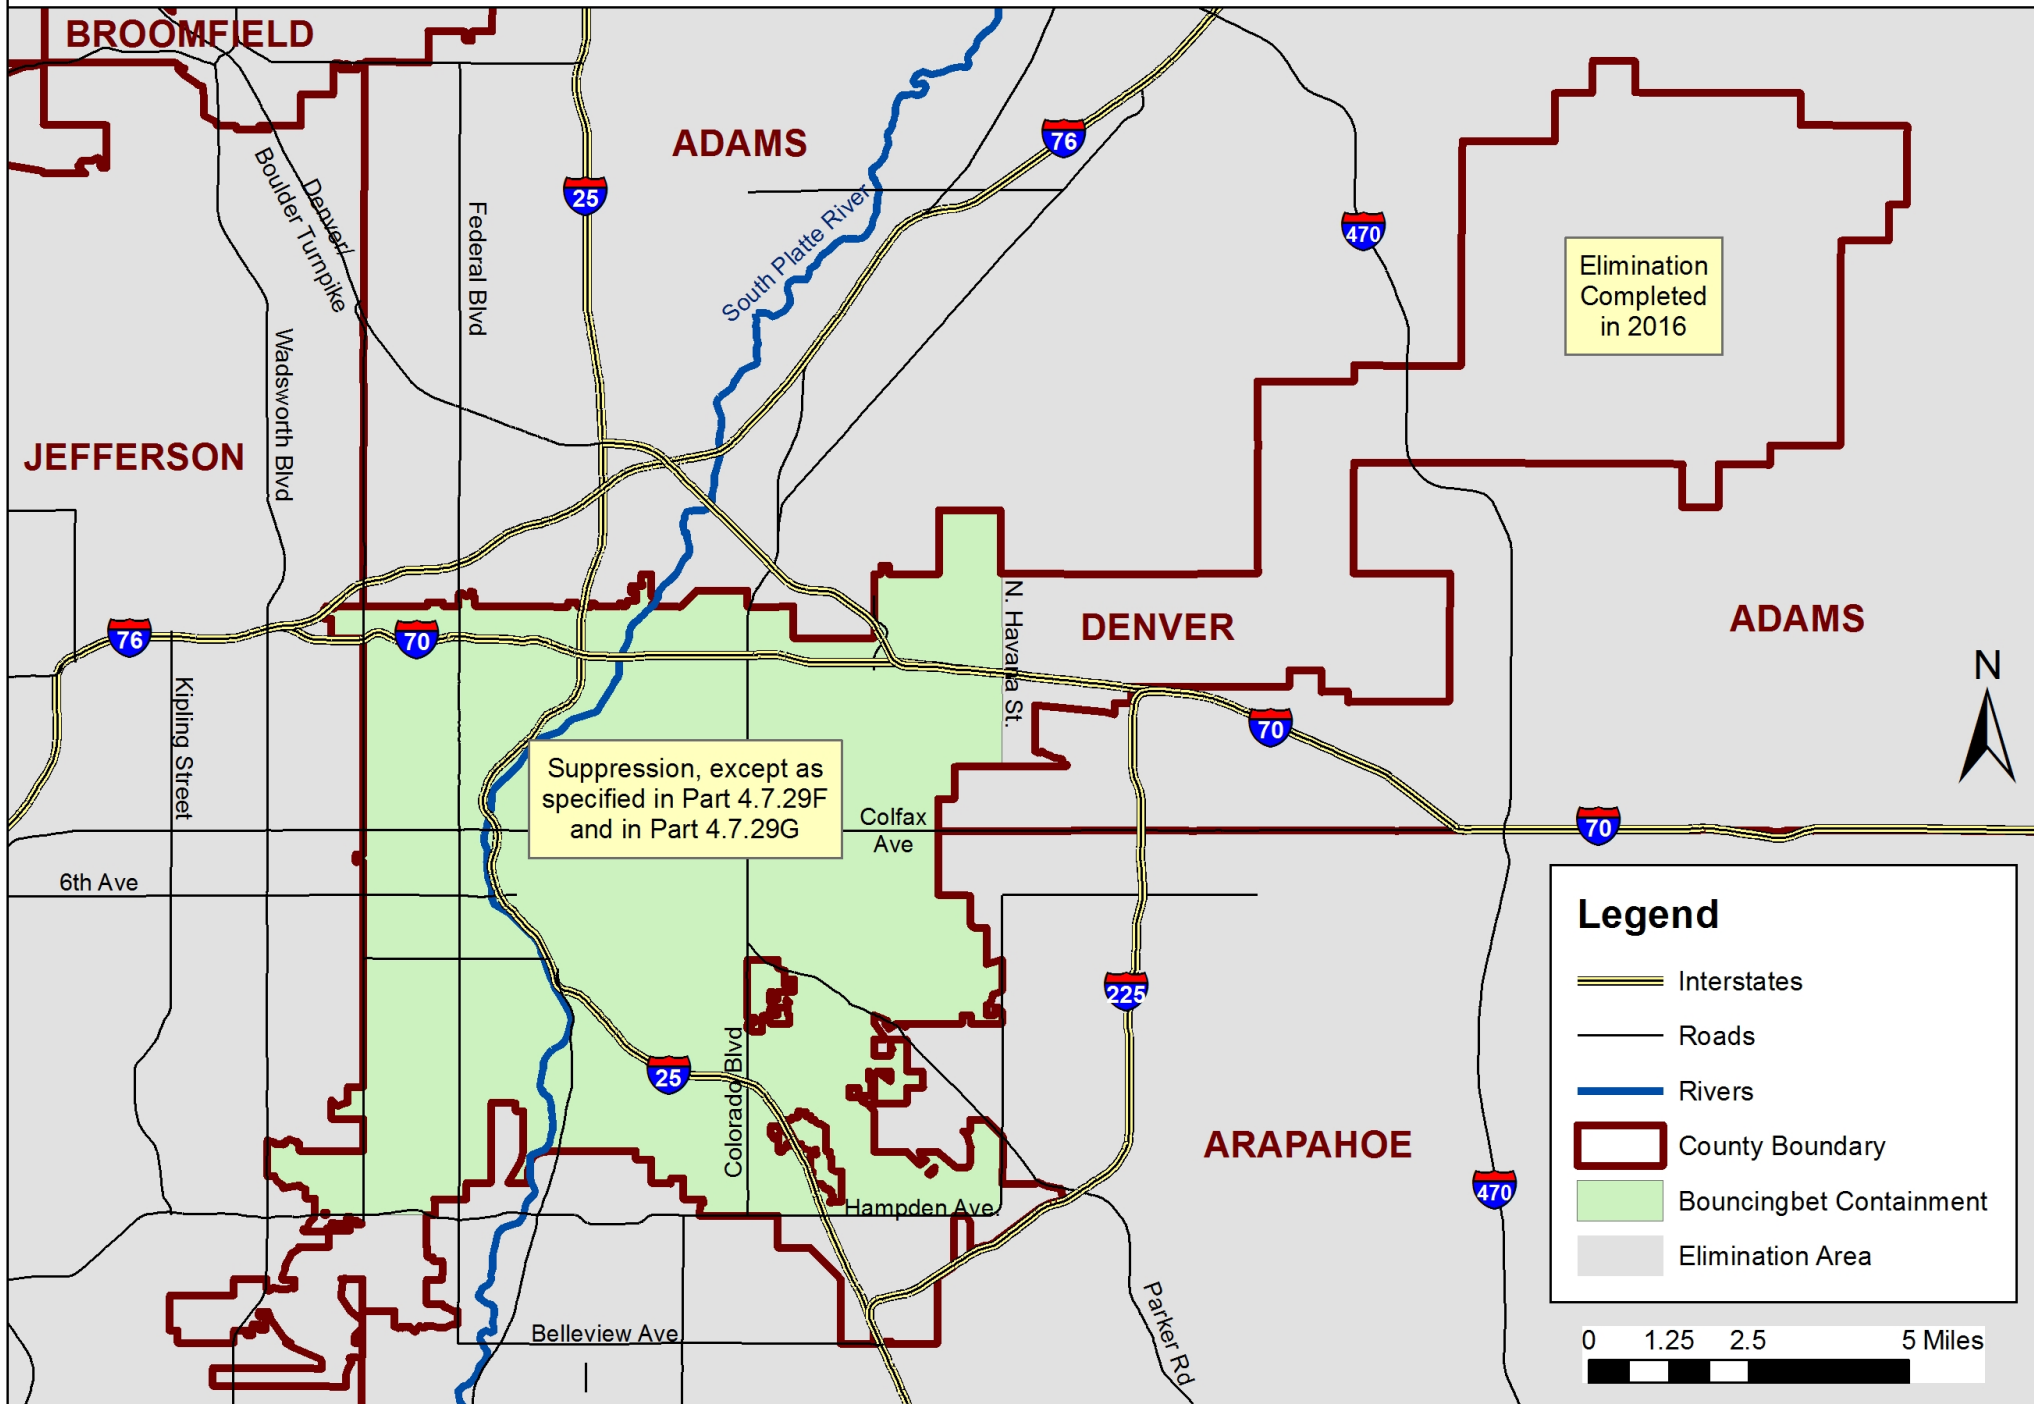 BROOMFIELD
ADAMS
76
25
Denver/
Boulder Turnpike
Federal Blvd
South Platte River
470
Elimination
Completed
in 2016
Wadsworth Blvd
JEFFERSON
N. Havana St.
DENVER
ADAMS
76
70
N
Kipling Street
70
Suppression, except as
specified in Part 4.7.29F
and in Part 4.7.29G
Colfax
Ave
70
6th Ave
Legend
Interstates
Roads
Rivers
County Boundary
Bouncingbet Containment
Elimination Area
225
25
Colorado Blvd
ARAPAHOE
470
Hampden Ave.
Parker Rd
Belleview Ave
0 1.25 2.5 5 Miles